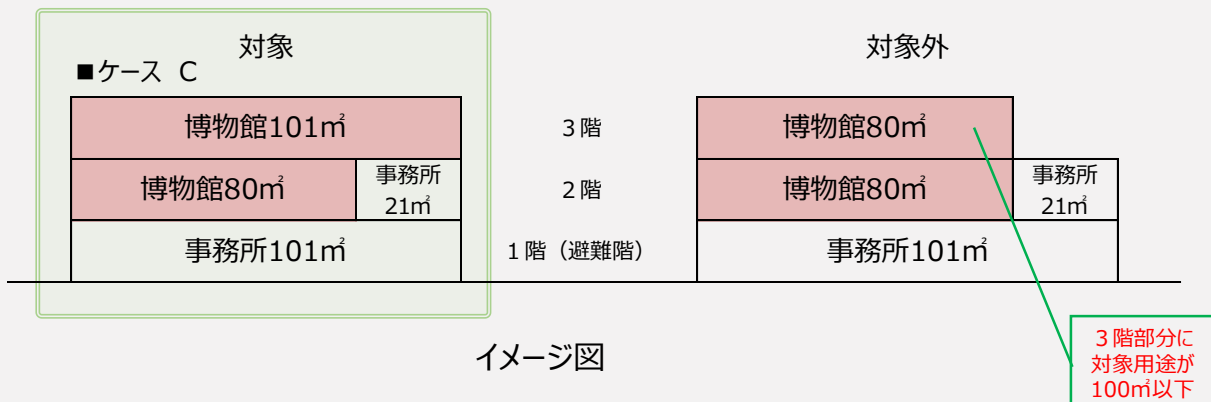 対象
■ケース C
博物館101㎡
博物館80㎡
事務所
21㎡
事務所101㎡
3階
2階
1階（避難階）
対象外
博物館80㎡
博物館80㎡
事務所
21㎡
事務所101㎡
イメージ図
3階部分に
対象用途が
100㎡以下